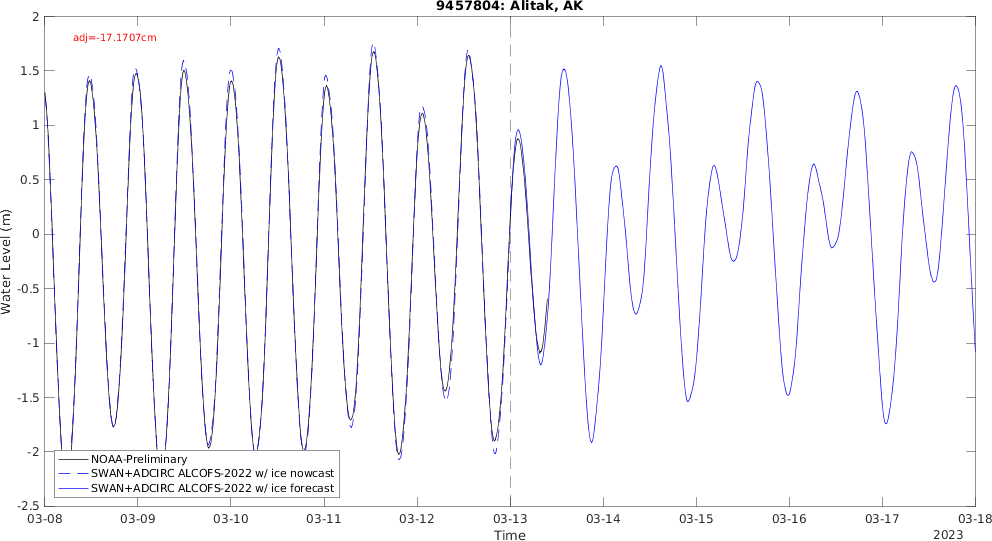 9457804: Alitak, AK
adj=-17.1707cm
2
1.5
1
0.5
0
-0.5
-1
-1.5
-2
-2.5
Water Level (m)
NOAA-Preliminary
SWAN+ADCIRC ALCOFS-2022 w/ ice nowcast
SWAN+ADCIRC ALCOFS-2022 w/ ice forecast
03-08 03-09 03-10 03-11 03-12 03-13 03-14 03-15 03-16 03-17 03-18
Time
2023